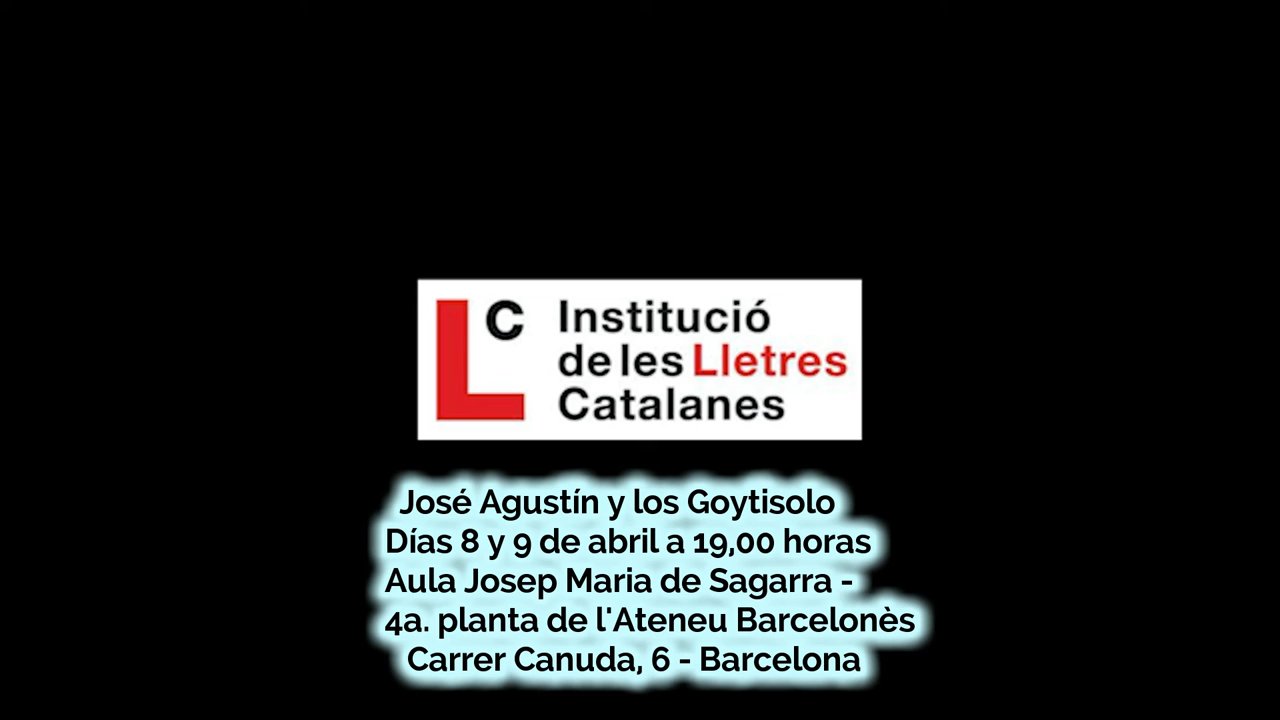 LC
Institució
de les Lletres
Catalanes
José Agustín y los Goytisolo
Días 8 y 9 de abril a 19,00 horas
Aula Josep Maria de Sagarra -
4a. planta de l'Ateneu Barcelonès
Carrer Canuda, 6 - Barcelona